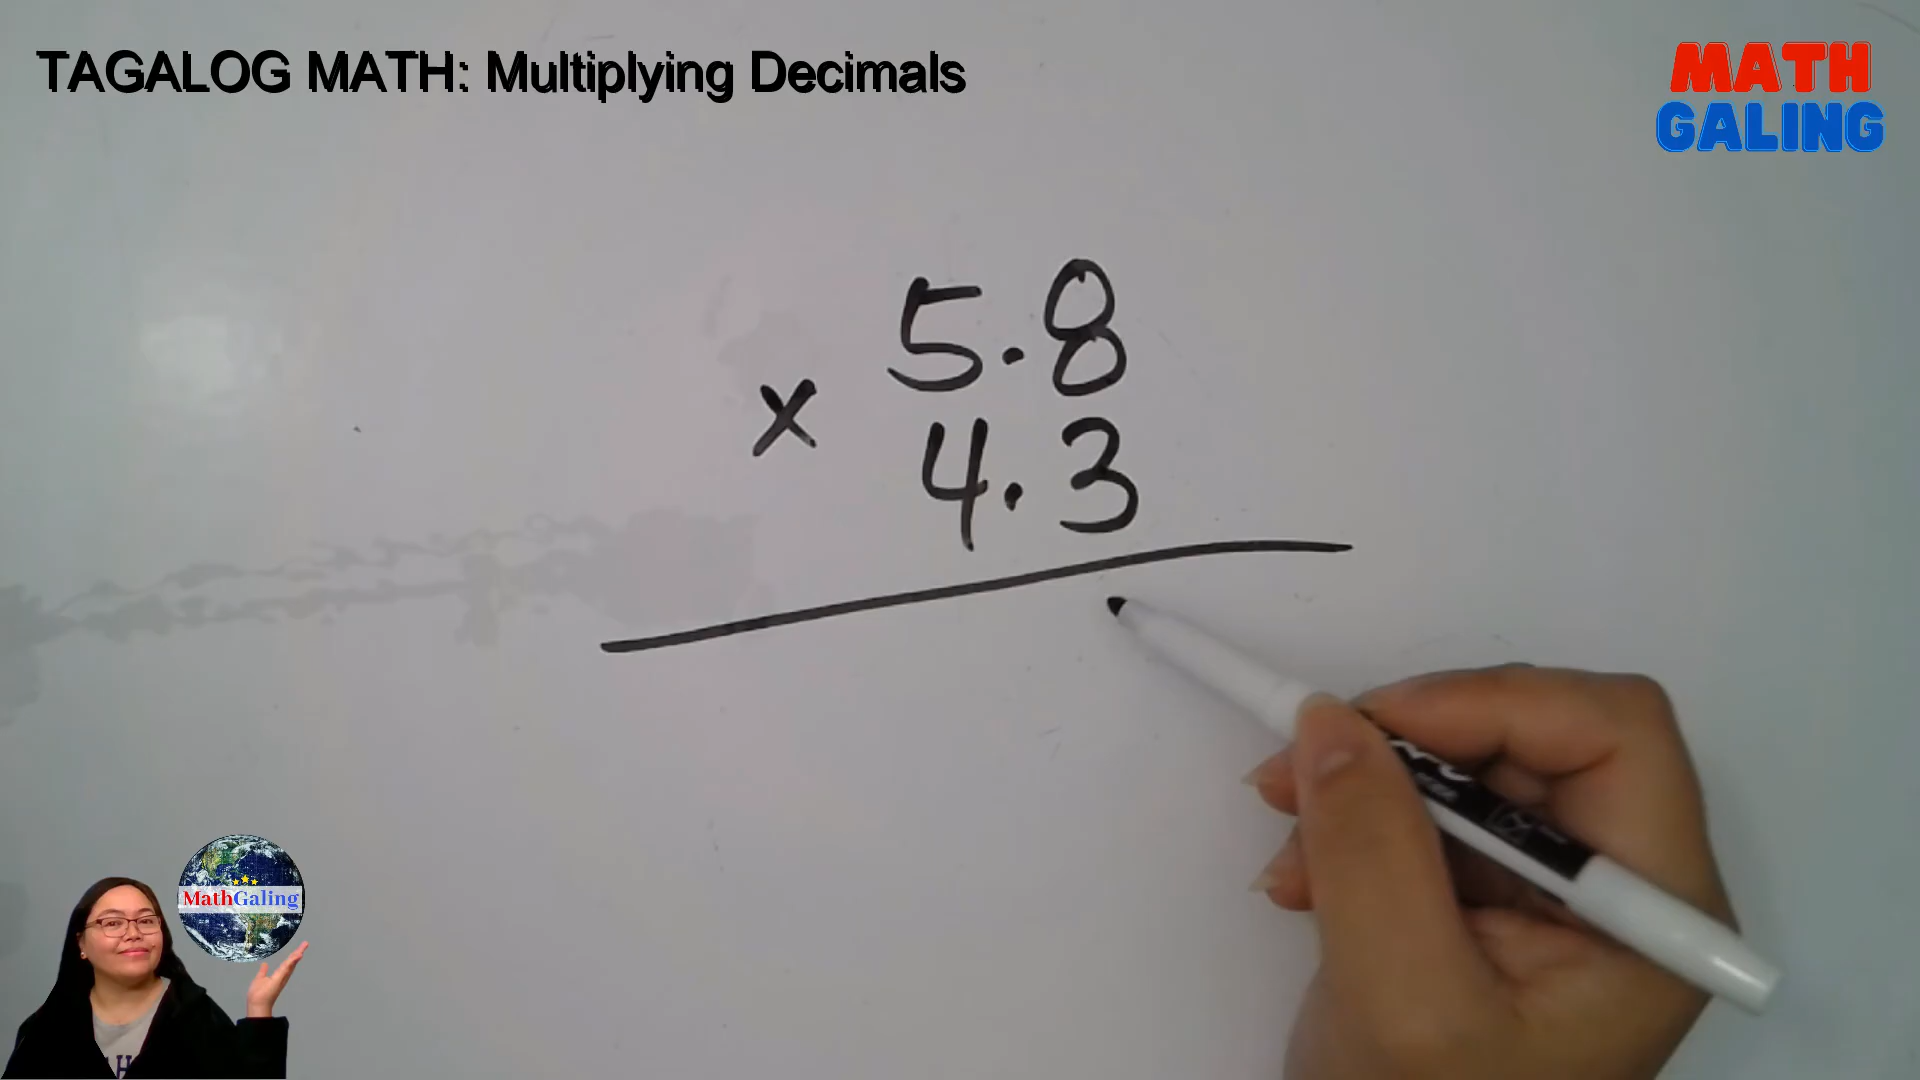 TAGALOG MATH: Multiplying Decimals
MATH
GALING
5.8
x
4.3
MathGaling